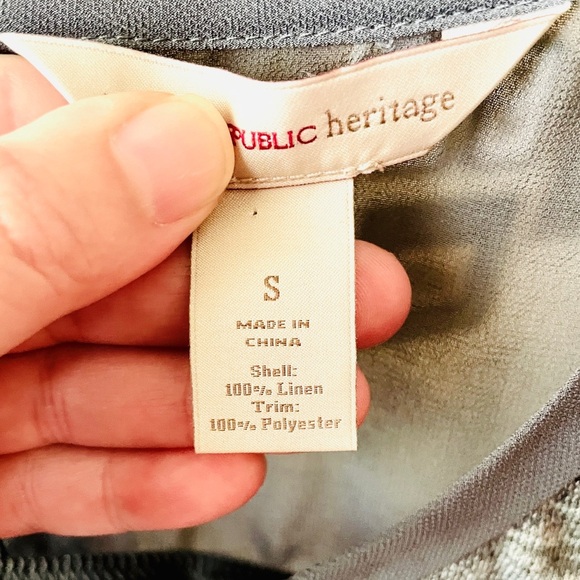 PUBLIC heritage
S
MADE IN
CHINA
Shell:
100% Linen
Trim:
100% Polyester